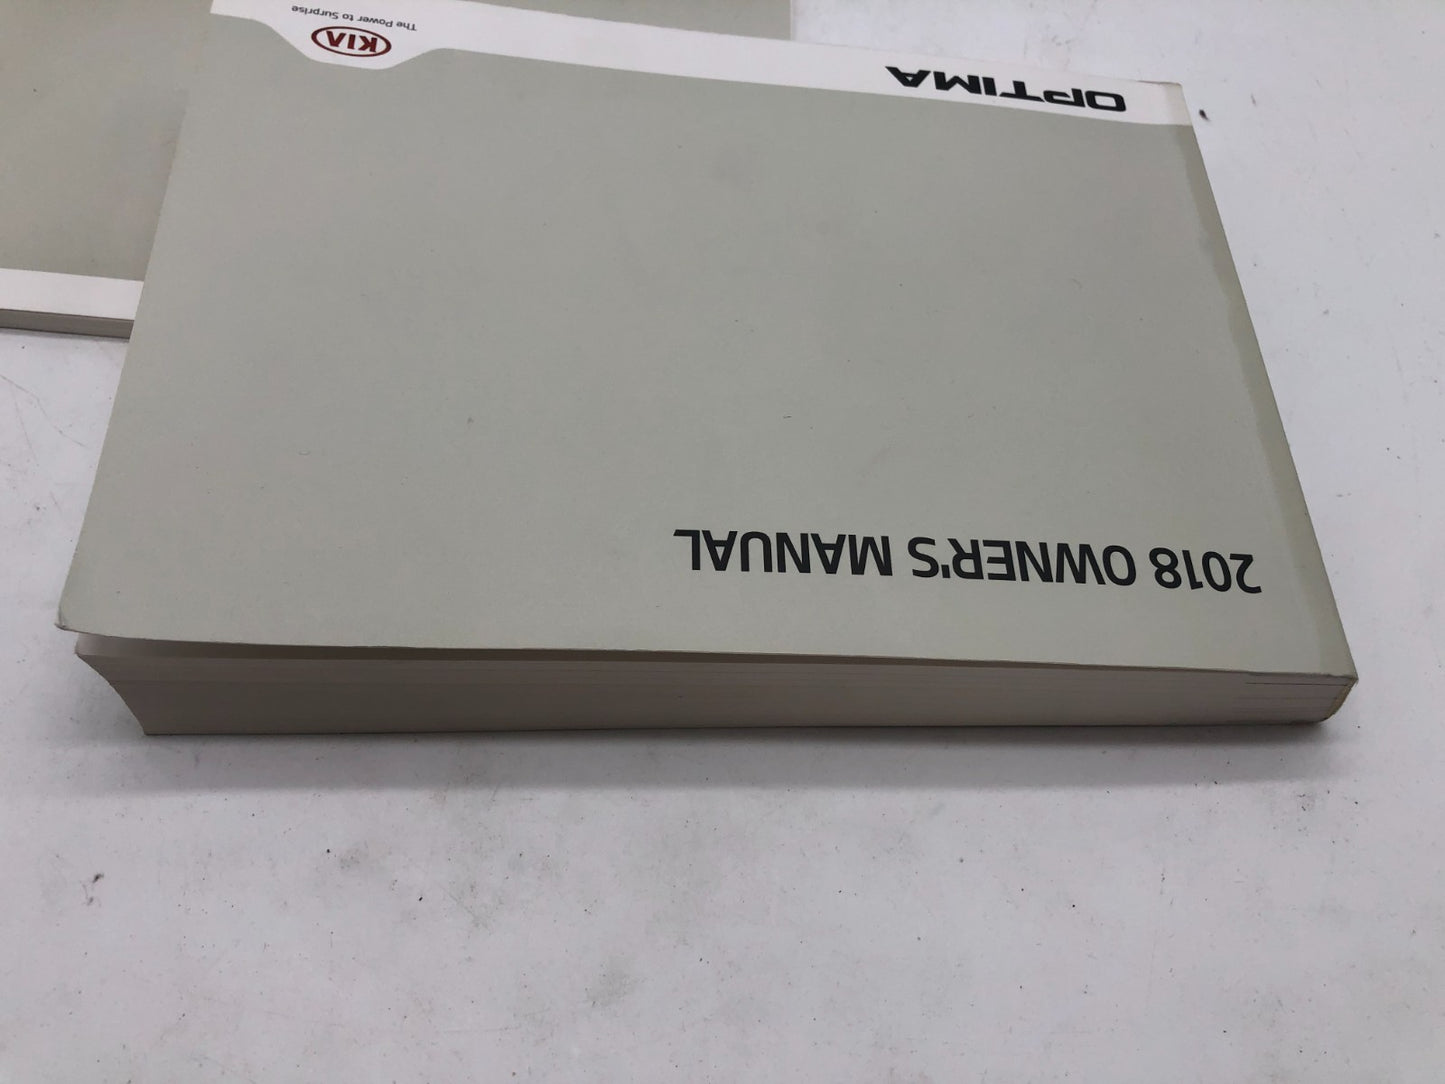 2018 OWNER'S MANUAL
OPTIMA
KIA
The Power to Surprise